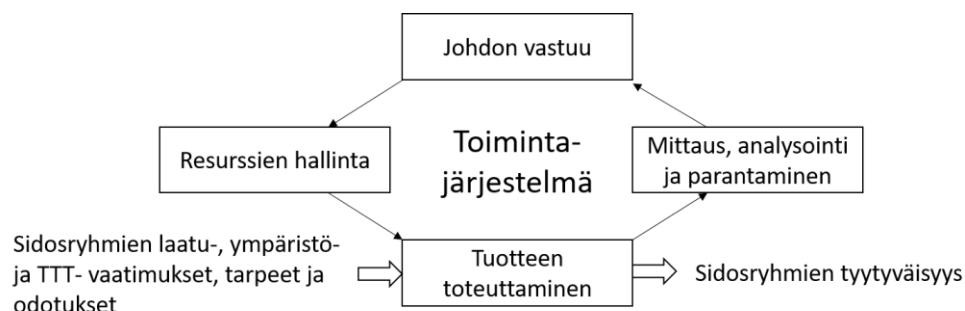 Johdon vastuu
Resurssien hallinta
Toiminta-
järjestelmä
Mittaus, analysointi
ja parantaminen
Sidosryhmien laatu-, ympäristö-
ja TTT- vaatimukset, tarpeet ja
odotukset
Tuotteen
toteuttaminen
Sidosryhmien tyytyväisyys